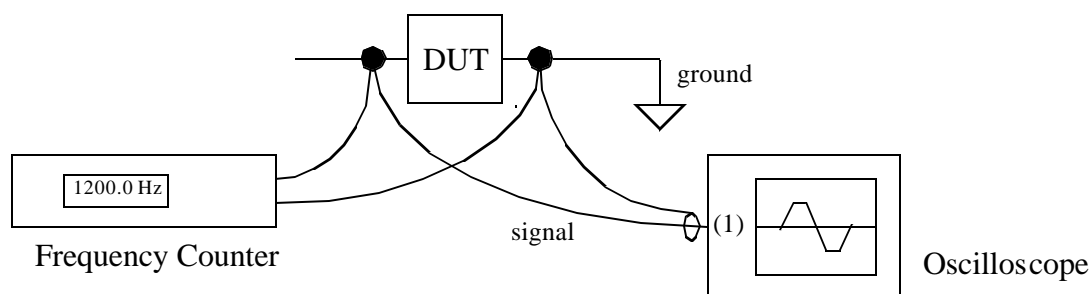 DUT
ground
1200.0 Hz
signal
(1)
Frequency Counter
Oscilloscope